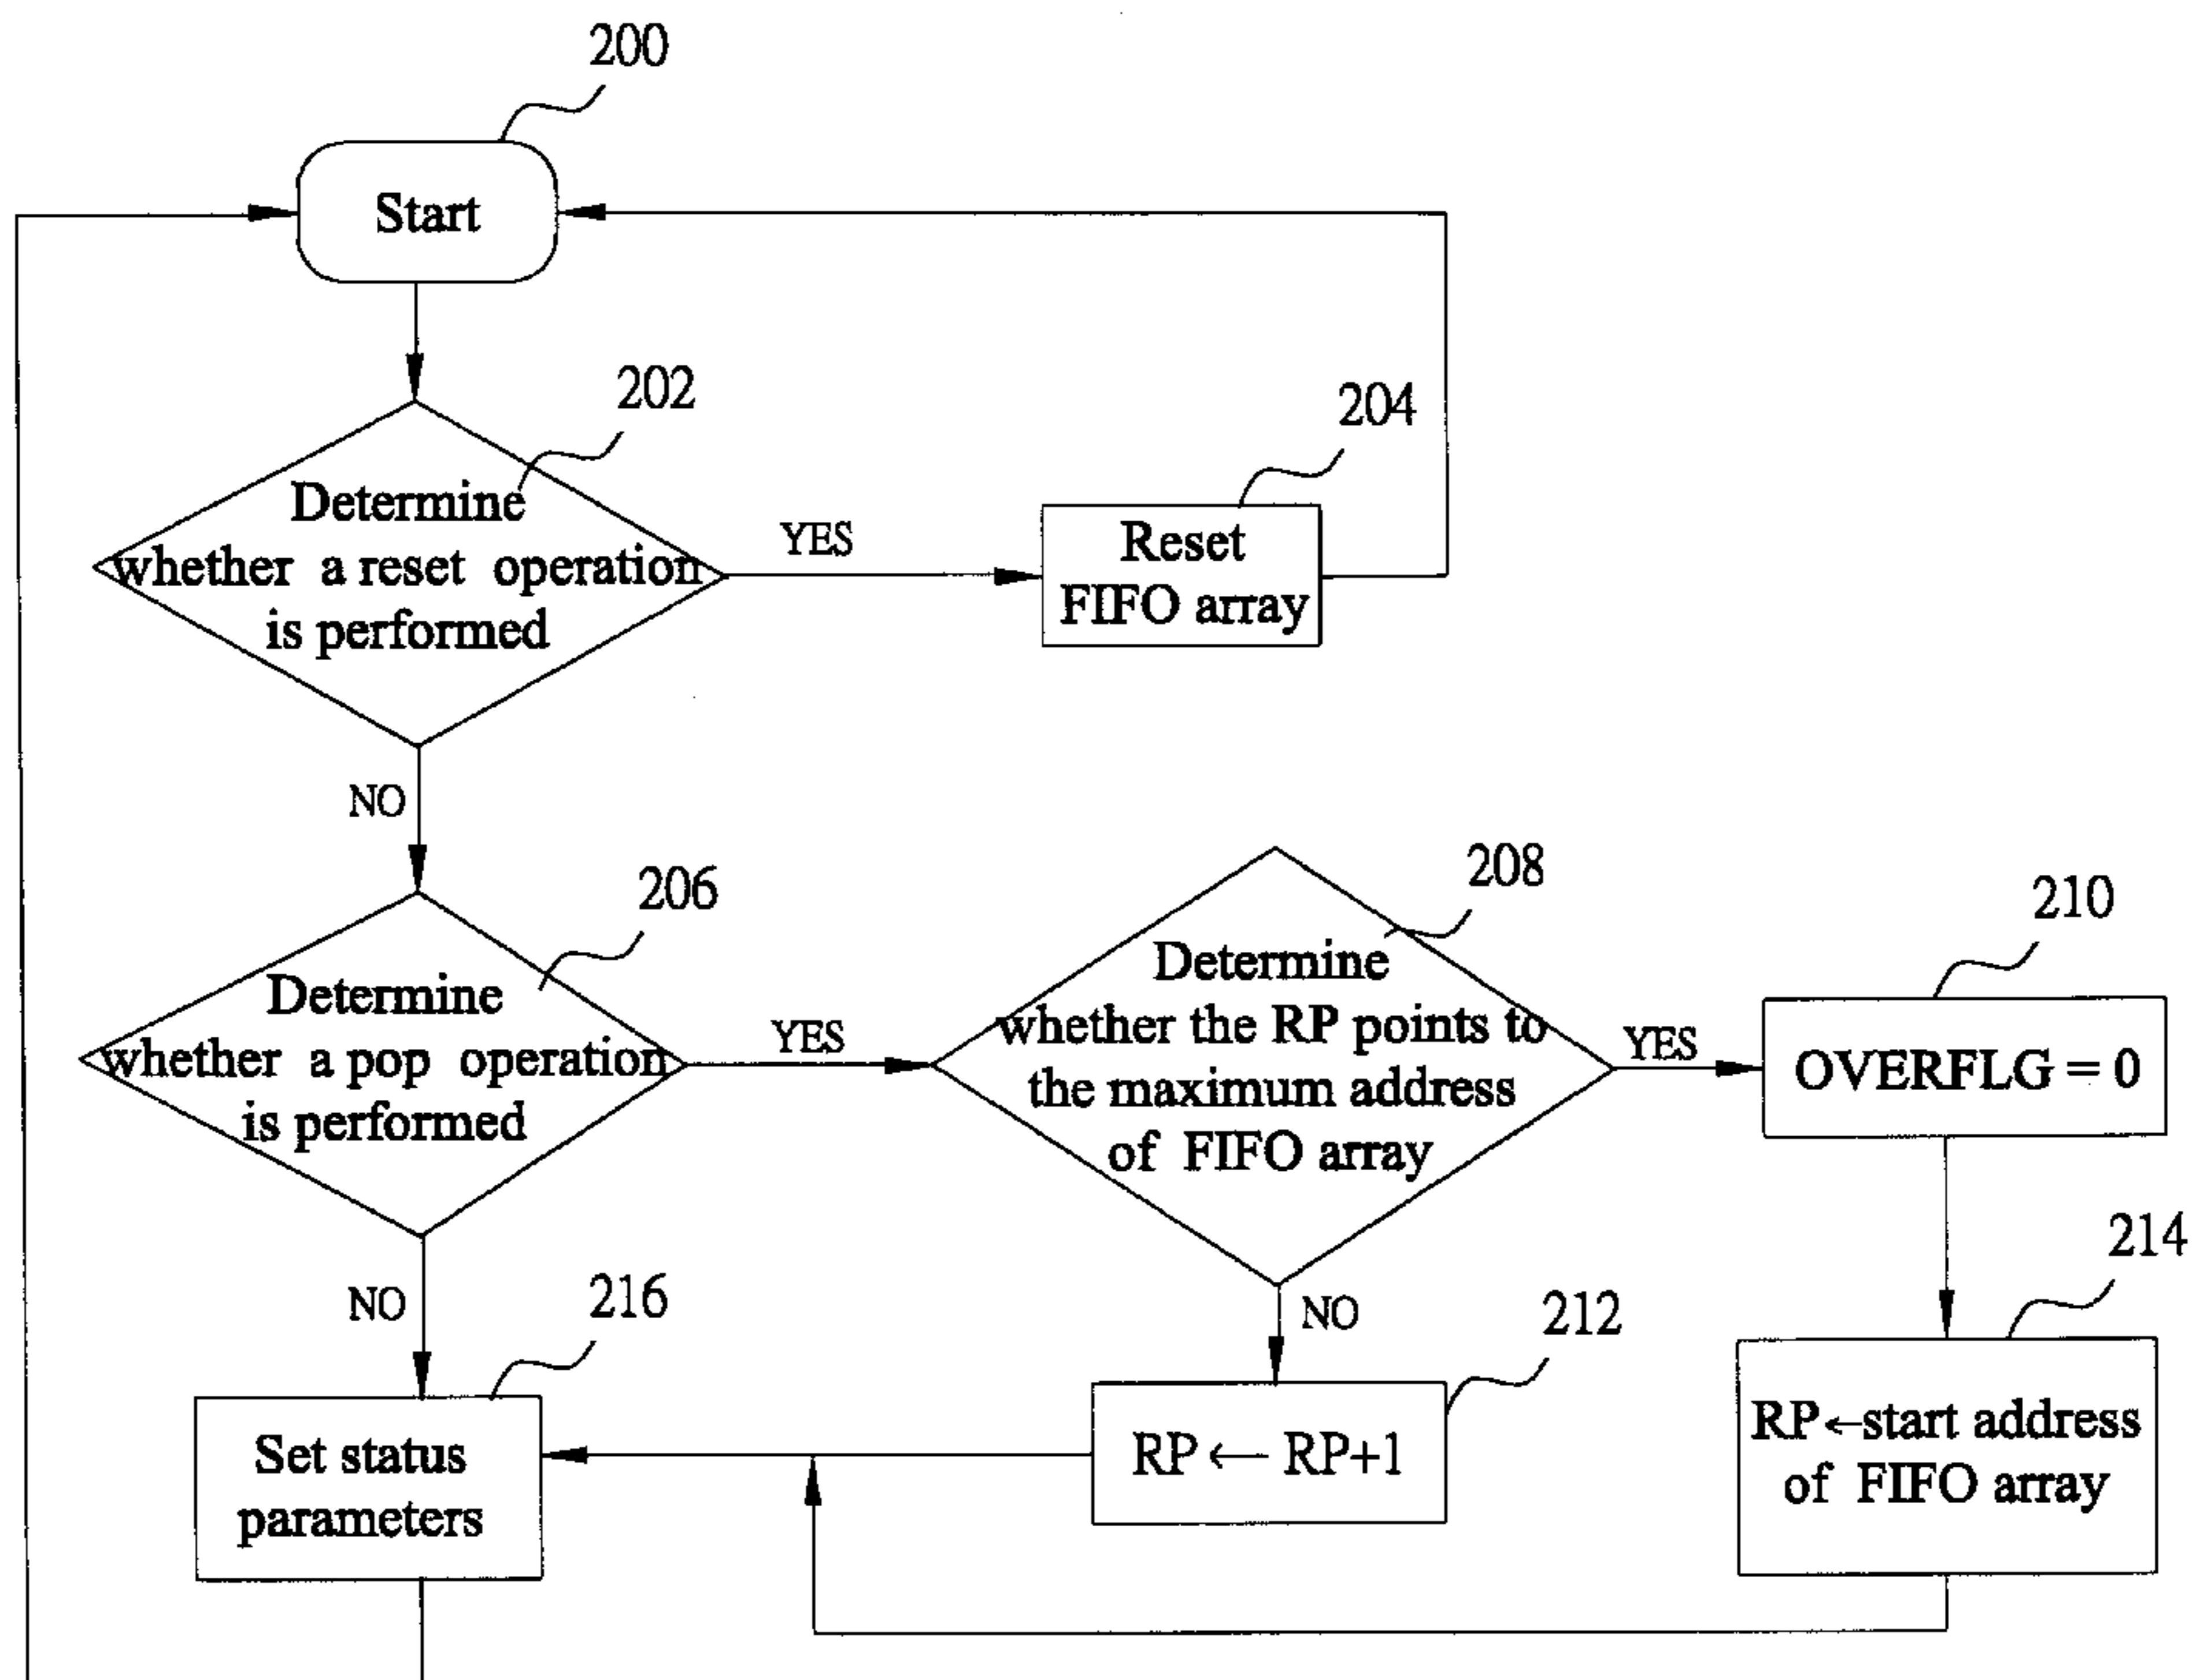 200
Start
202
Determine
whether a reset operation
is performed
YES
204
Reset
FIFO array
NO
206
Determine
whether a pop operation
is performed
YES
208
Determine
whether the RP points to
the maximum address
of FIFO array
YES
210
OVERFLG = 0
NO
216
Set status
parameters
NO
212
RP ← RP+1
214
RP←start address
of FIFO array